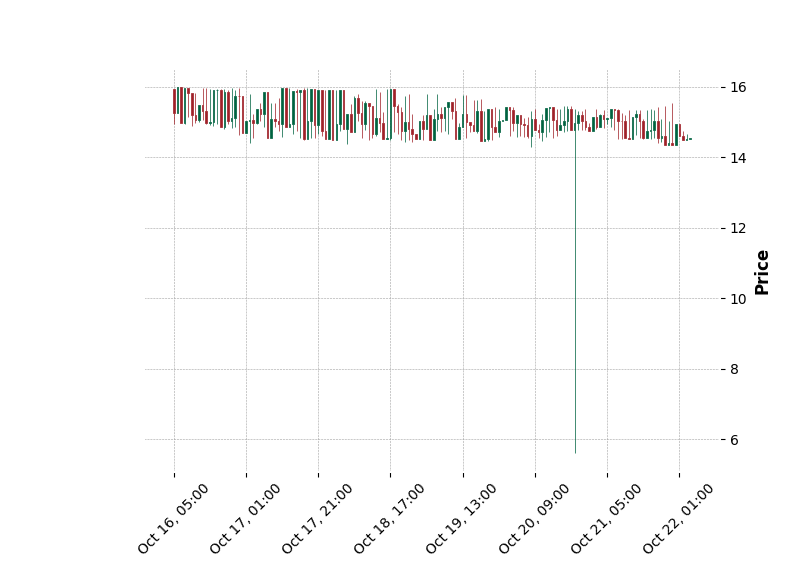 16
14
12
10
8
6
Price
Oct 16, 05:00
Oct 17, 01:00
Oct 17, 21:00
Oct 18, 17:00
Oct 19, 13:00
Oct 20, 09:00
Oct 21, 05:00
Oct 22, 01:00